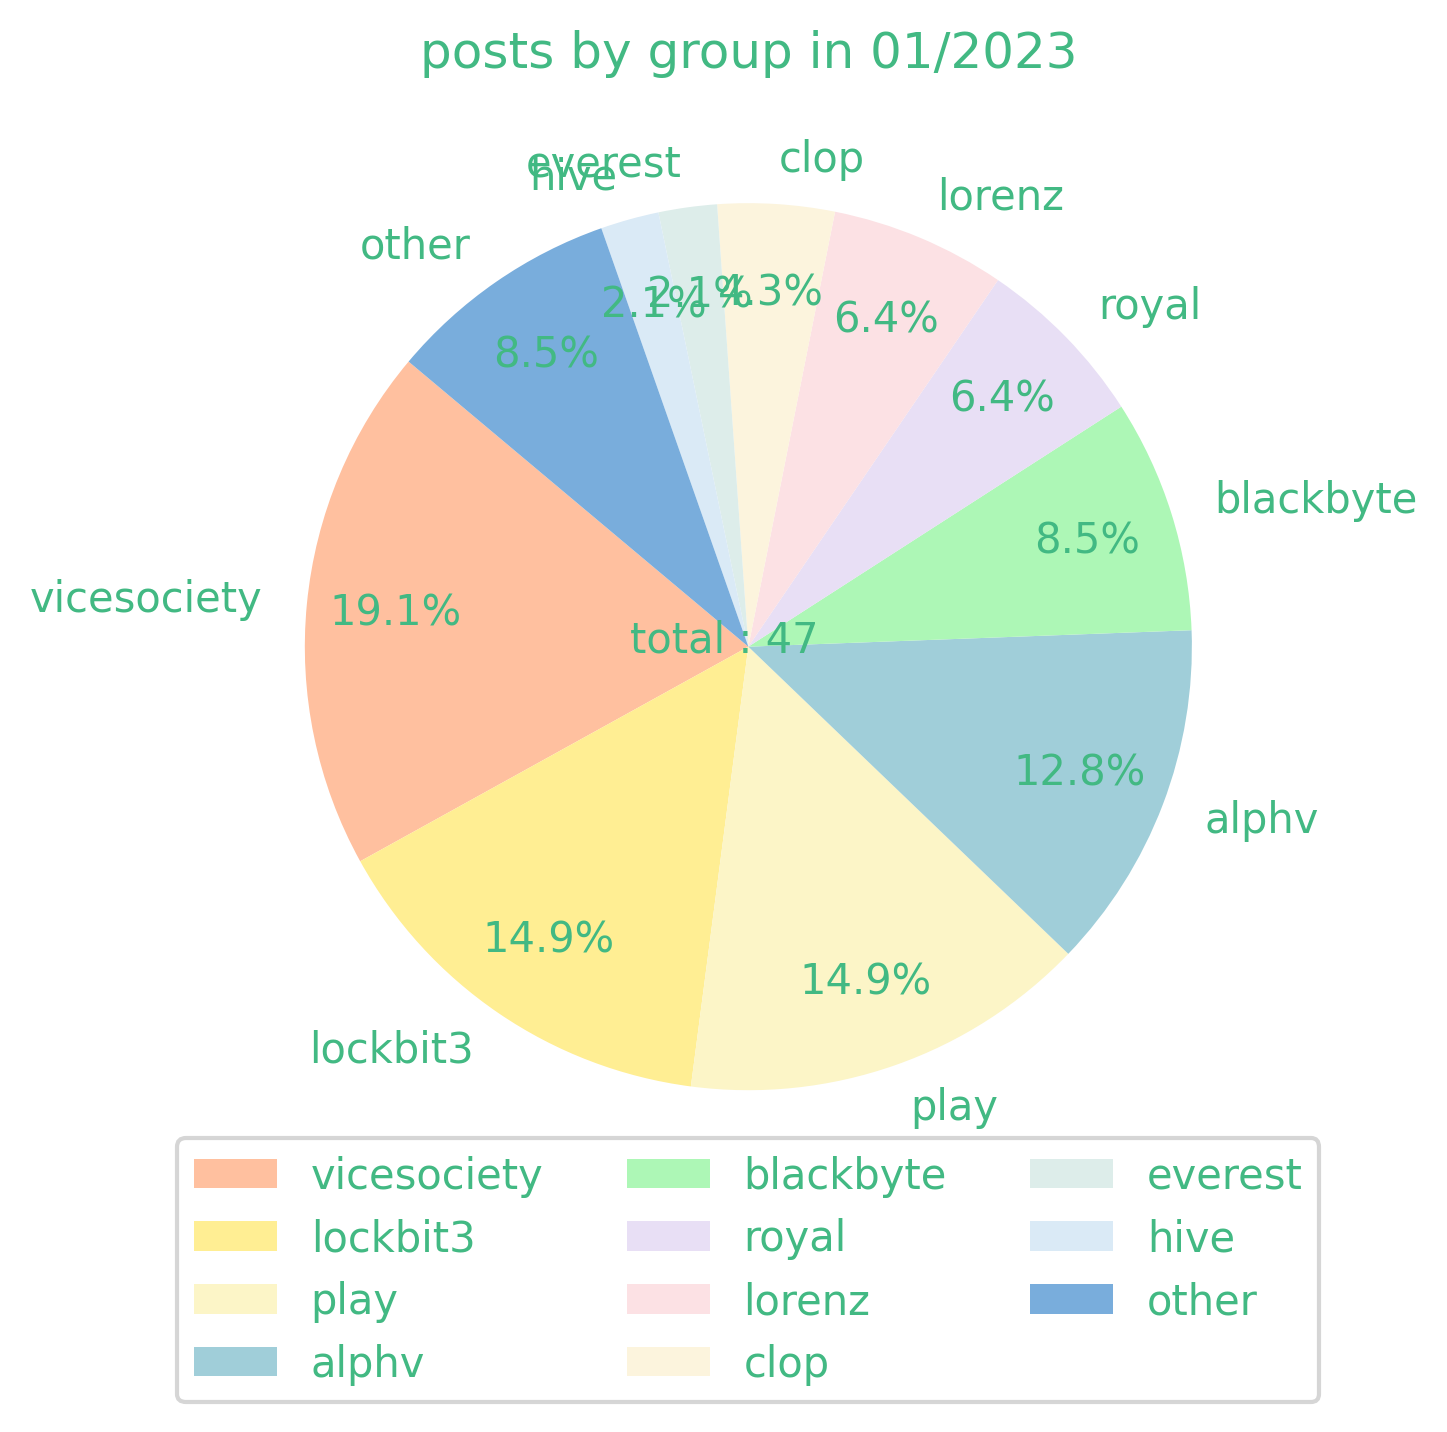 posts by group in 01/2023
clop
everest
hive
lorenz
other
royal
4.3%
2.1%
2.1%
6.4%
8.5%
6.4%
blackbyte
8.5%
vicesociety
19.1%
total : 47
12.8%
alphv
14.9%
14.9%
lockbit3
play
vicesociety
lockbit3
play
alphv
blackbyte
royal
lorenz
clop
everest
hive
other